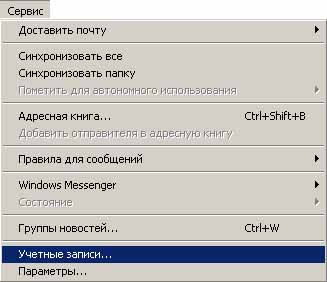 Сервис
Доставить почту
Синхронизовать все
Синхронизовать папку
Пометить для автономного использования
Адресная книга... Ctrl+Shift+B
Добавить отправителя в адресную книгу
Правила для сообщений
Windows Messenger
Состояние
Группы новостей... Ctrl+W
Учетные записи...
Параметры...